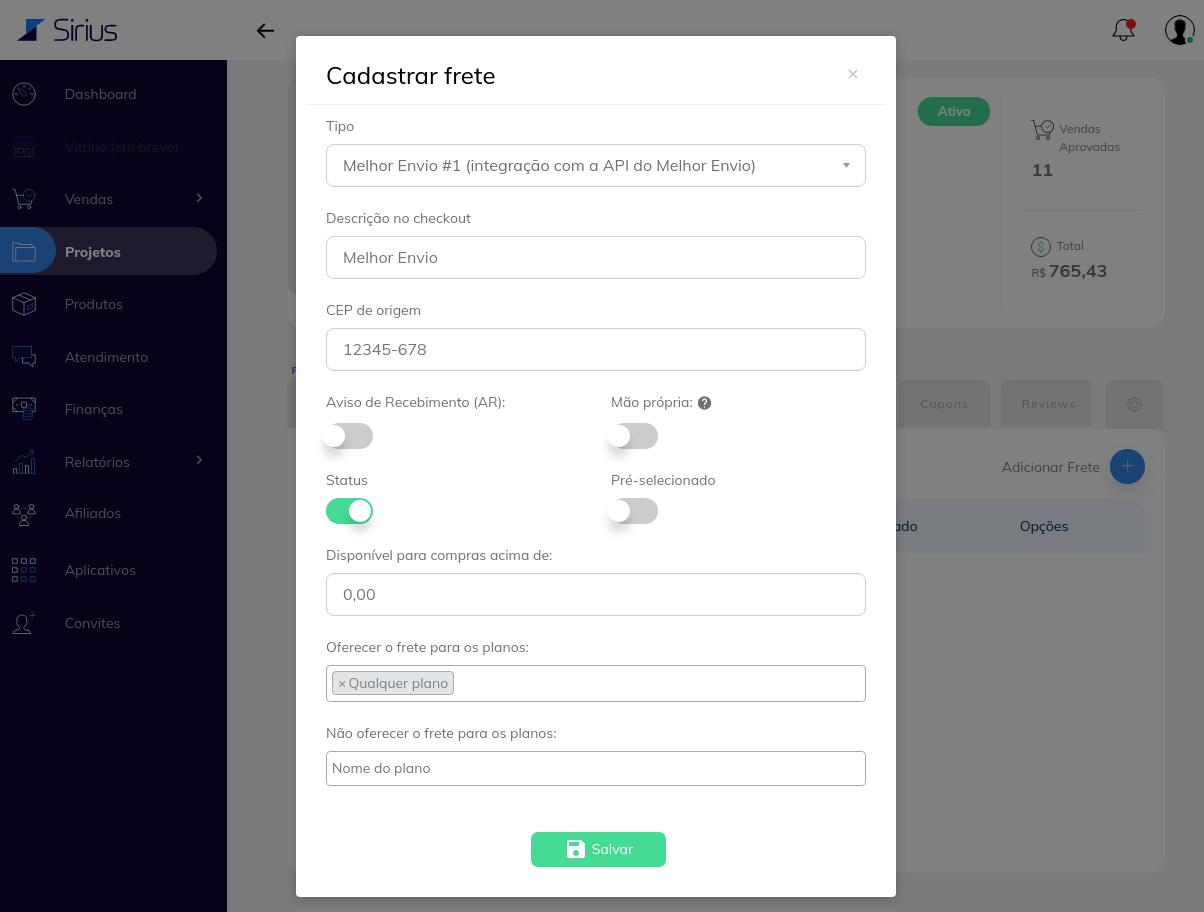 Sirius
Dashboard
Vitrine (em breve)
Vendas
Projetos
Produtos
Atendimento
Finanças
Relatórios
Afiliados
Aplicativos
Convites
Cadastrar frete
×
Tipo
Melhor Envio #1 (integração com a API do Melhor Envio)
Descrição no checkout
Melhor Envio
CEP de origem
12345-678
Aviso de Recebimento (AR):
Mão própria: ?
Status
Pré-selecionado
Disponível para compras acima de:
0,00
Oferecer o frete para os planos:
× Qualquer plano
Não oferecer o frete para os planos:
Nome do plano
Salvar
Ativo
Vendas
Aprovadas
11
$ Total
R$ 765,43
Cupons
Reviews
Adicionar Frete +
ado
Opções